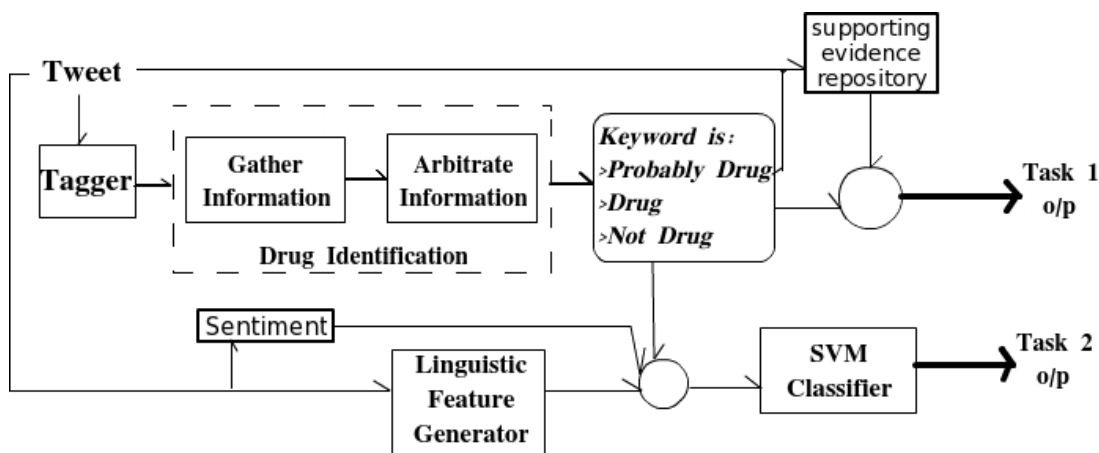 supporting
evidence
repository
Tweet
Tagger
Gather
Information
Arbitrate
Information
Drug Identification
Keyword is:
>Probably Drug
>Drug
>Not Drug
Task 1
o/p
Sentiment
Linguistic
Feature
Generator
SVM
Classifier
Task 2
o/p